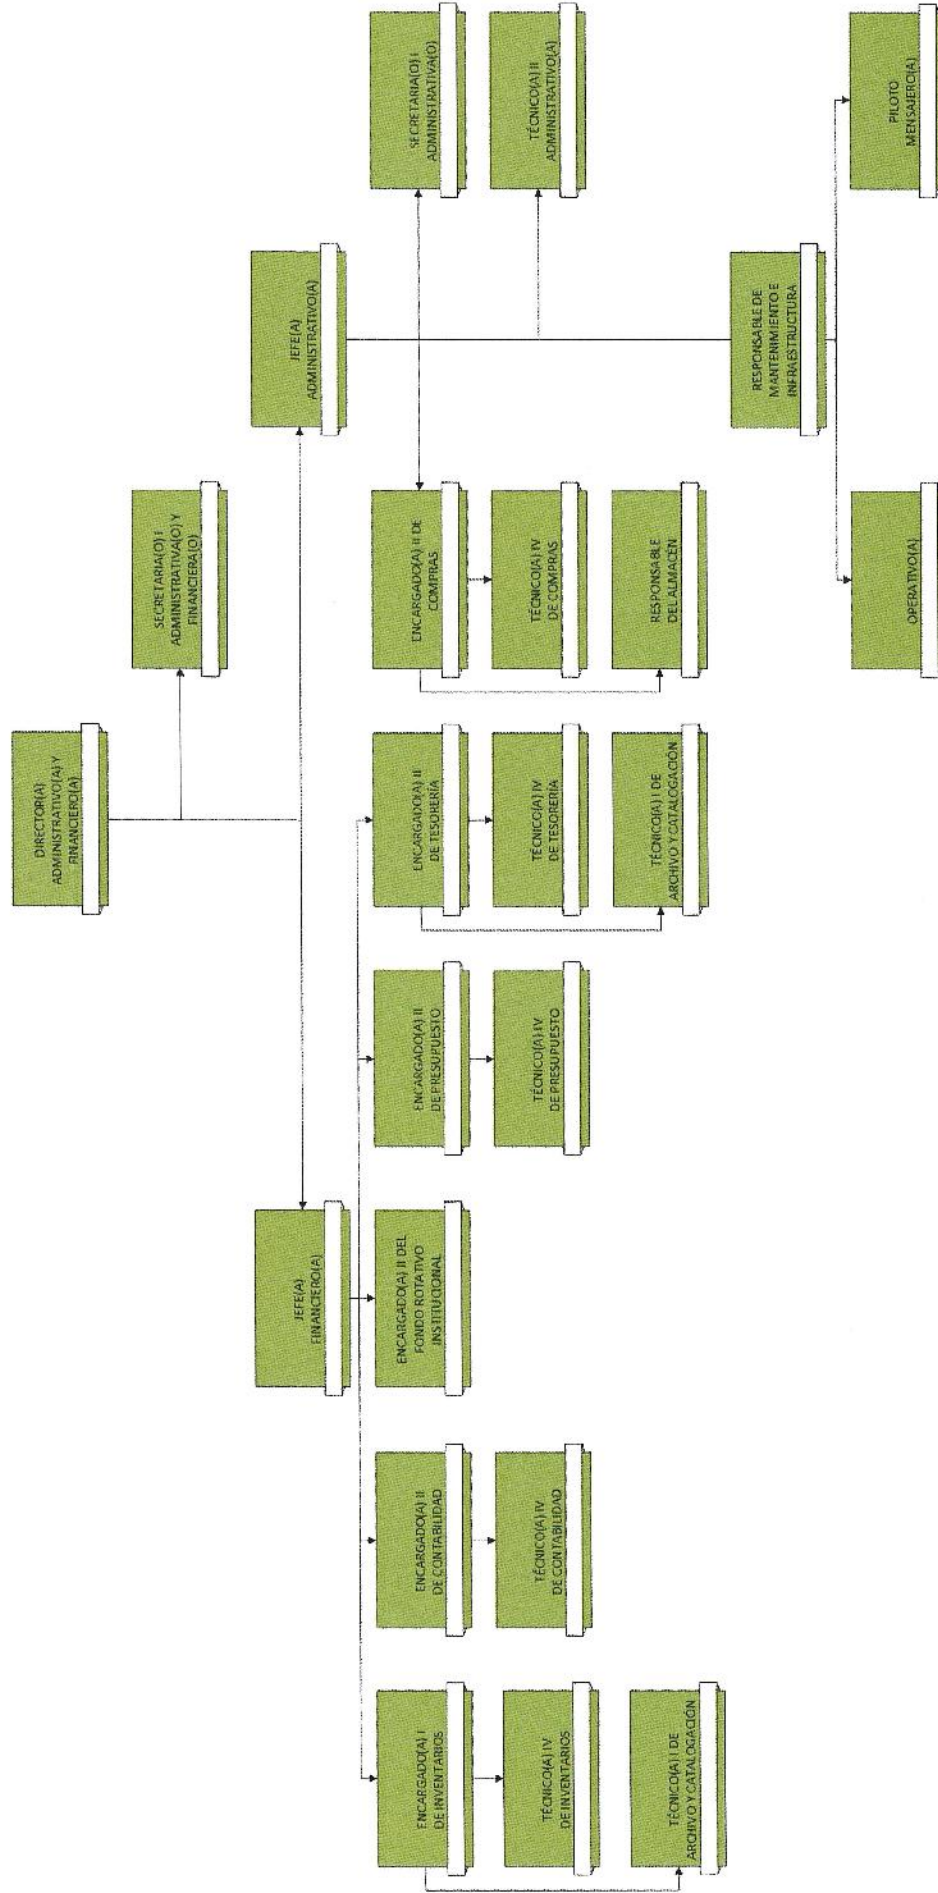 DIRECTOR(A)
ADMINISTRATIVO(A) Y
FINANCIERO(A)
SECRETARIA(O) I
ADMINISTRATIVA(O) Y
FINANCIERA(O)
JEFE(A)
FINANCIERO(A)
JEFE(A)
ADMINISTRATIVO(A)
ENCARGADO(A) I
DE INVENTARIOS
ENCARGADO(A) II
DE CONTABILIDAD
ENCARGADO(A) II DEL
FONDO ROTATIVO
INSTITUCIONAL
ENCARGADO(A) II
DE PRESUPUESTO
ENCARGADO(A) II
DE TESORERÍA
ENCARGADO(A) II DE
COMPRAS
SECRETARIA(O) I
ADMINISTRATIVA(O)
TÉCNICO(A) IV
DE INVENTARIOS
TÉCNICO(A) IV
DE CONTABILIDAD
TÉCNICO(A) IV
DE PRESUPUESTO
TÉCNICO(A) IV
DE TESORERÍA
TÉCNICO(A) IV
DE COMPRAS
TÉCNICO(A) II
ADMINISTRATIVO(A)
TÉCNICO(A) I DE
ARCHIVO Y CATALOGACIÓN
TÉCNICO(A) I DE
ARCHIVO Y CATALOGACIÓN
RESPONSABLE
DEL ALMACÉN
RESPONSABLE DE
MANTENIMIENTO E
INFRAESTRUCTURA
OPERATIVO(A)
PILOTO
MENSAJERO(A)